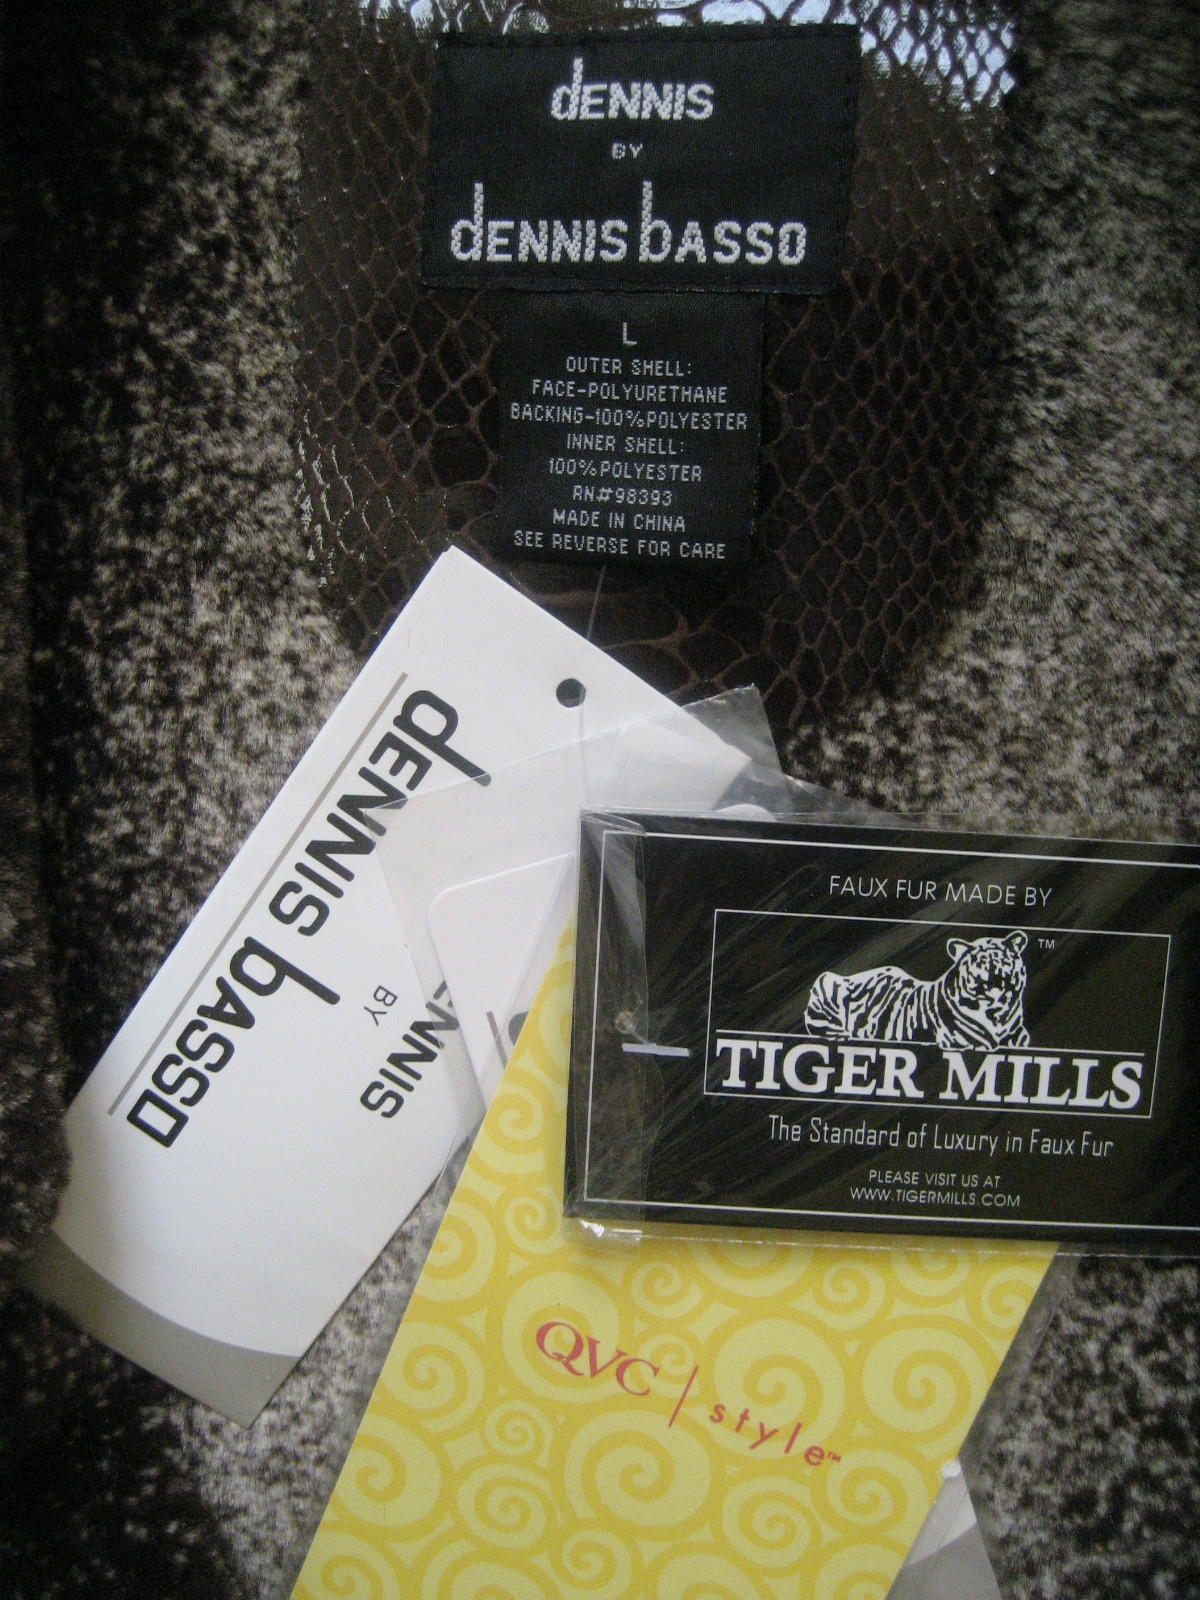 dENNIS
BY
dENNIS bASSO
L
OUTER SHELL:
FACE-POLYURETHANE
BACKING-100%POLYESTER
INNER SHELL:
100%POLYESTER
RN#98393
MADE IN CHINA
SEE REVERSE FOR CARE
dENNIS bASSO
BY
ENNIS
FAUX FUR MADE BY
TM
TIGER MILLS
The Standard of Luxury in Faux Fur
PLEASE VISIT US AT
WWW.TIGERMILLS.COM
QVC | style™